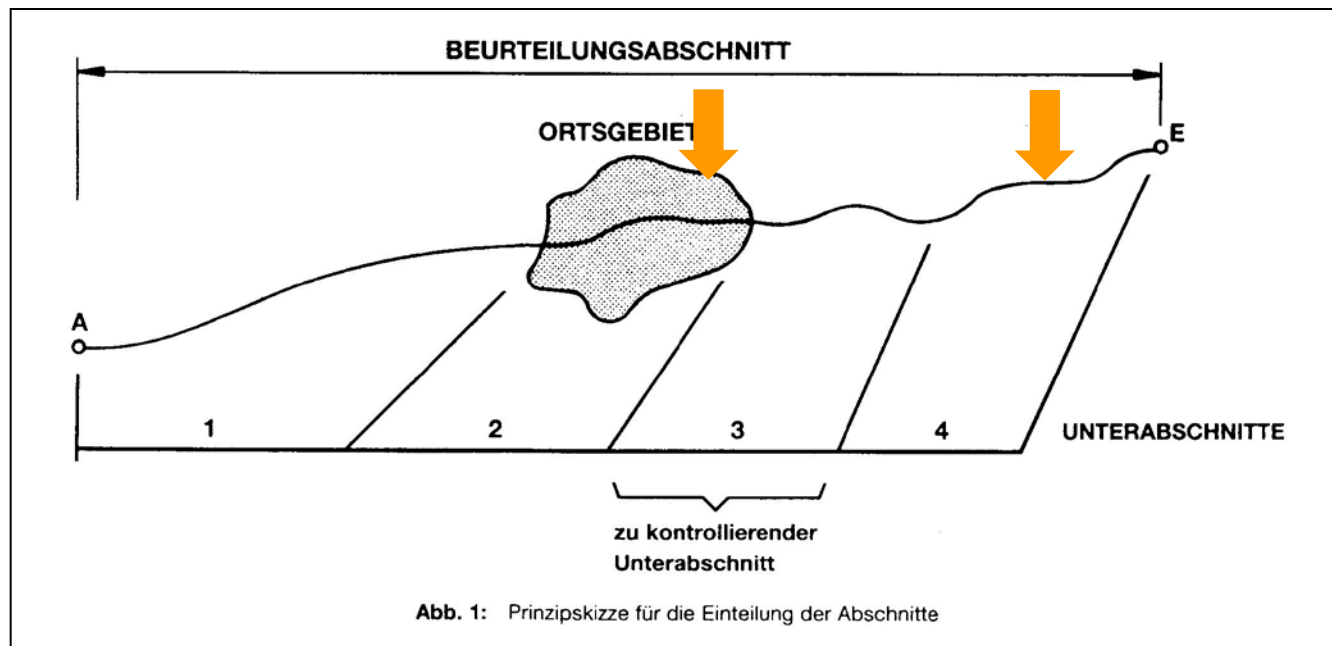 BEURTEILUNGSABSCHNITT
ORTSGEBIET
E
A
1
2
3
4
UNTERABSCHNITTE
zu kontrollierender
Unterabschnitt
Abb. 1: Prinzipskizze für die Einteilung der Abschnitte